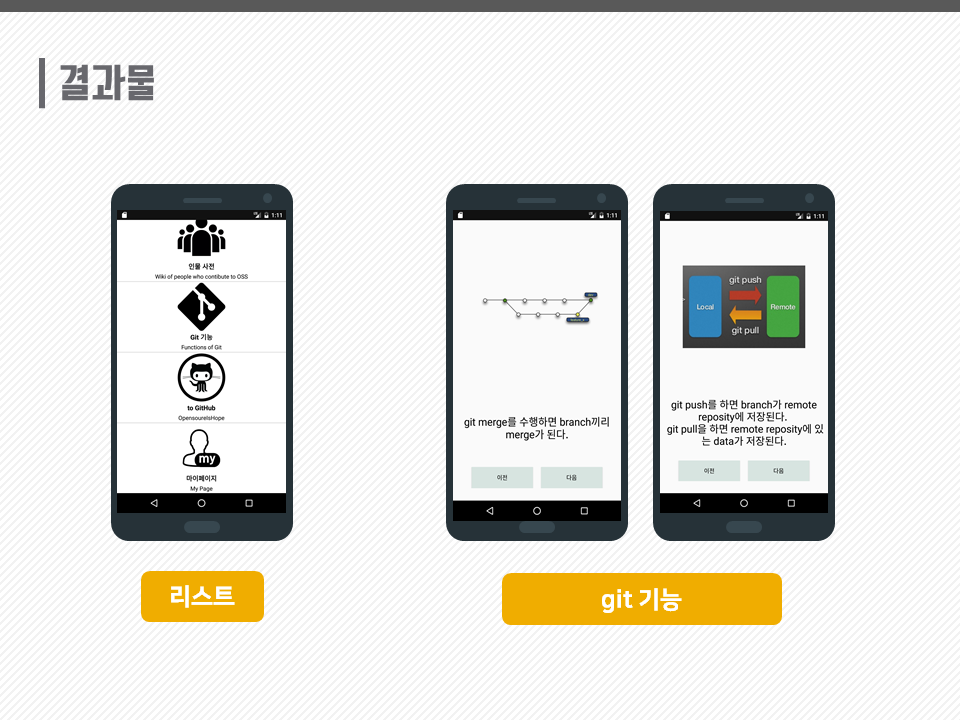 결과물
1:11
인물 사전
Wiki of people who contibute to OSS
Git 기능
Functions of Git
to GitHub
OpensoureIsHope
my
마이페이지
My Page
리스트
1:11
git merge를 수행하면 branch끼리
merge가 된다.
이전
다음
1:11
git push
Local
Remote
git pull
git push를 하면 branch가 remote
reposity에 저장된다.
git pull을 하면 remote reposity에 있
는 data가 저장된다.
이전
다음
git 기능